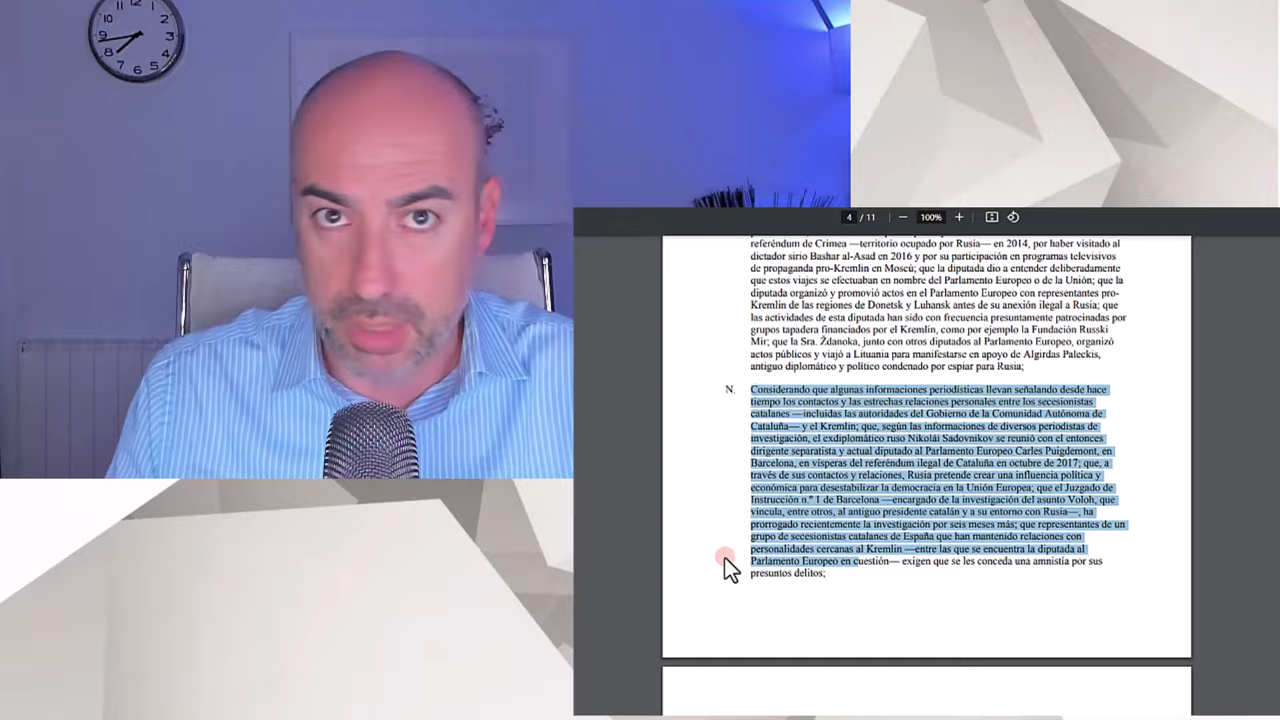 12
11
10
9
8
7
6
5
4
3
2
4 / 11 100%
referéndum de Crimea —territorio ocupado por Rusia— en 2014, por haber visitado al
dictador sirio Bashar al-Asad en 2016 y por su participación en programas televisivos
de propaganda pro-Kremlin en Moscú; que la diputada dio a entender deliberadamente
que estos viajes se efectuaban en nombre del Parlamento Europeo o de la Unión; que la
diputada organizó y promovió actos en el Parlamento Europeo con representantes pro-
Kremlin de las regiones de Donetsk y Luhansk antes de su anexión ilegal a Rusia; que
las actividades de esta diputada han sido con frecuencia presuntamente patrocinadas por
grupos tapadera financiados por el Kremlin, como por ejemplo la Fundación Russki
Mir; que la Sra. Ždanoka, junto con otros diputados al Parlamento Europeo, organizó
actos públicos y viajó a Lituania para manifestarse en apoyo de Algirdas Paleckis,
antiguo diplomático y político condenado por espiar para Rusia;
N. Considerando que algunas informaciones periodísticas llevan señalando desde hace
tiempo los contactos y las estrechas relaciones personales entre los secesionistas
catalanes —incluidas las autoridades del Gobierno de la Comunidad Autónoma de
Cataluña— y el Kremlin; que, según las informaciones de diversos periodistas de
investigación, el exdiplomático ruso Nikolái Sadovnikov se reunió con el entonces
dirigente separatista y actual diputado al Parlamento Europeo Carles Puigdemont, en
Barcelona, en vísperas del referéndum ilegal de Cataluña en octubre de 2017; que, a
través de sus contactos y relaciones, Rusia pretende crear una influencia política y
económica para desestabilizar la democracia en la Unión Europea; que el Juzgado de
Instrucción n.º 1 de Barcelona —encargado de la investigación del asunto Voloh, que
vincula, entre otros, al antiguo presidente catalán y a su entorno con Rusia—, ha
prorrogado recientemente la investigación por seis meses más; que representantes de un
grupo de secesionistas catalanes de España que han mantenido relaciones con
personalidades cercanas al Kremlin —entre las que se encuentra la diputada al
Parlamento Europeo en cuestión— exigen que se les conceda una amnistía por sus
presuntos delitos;